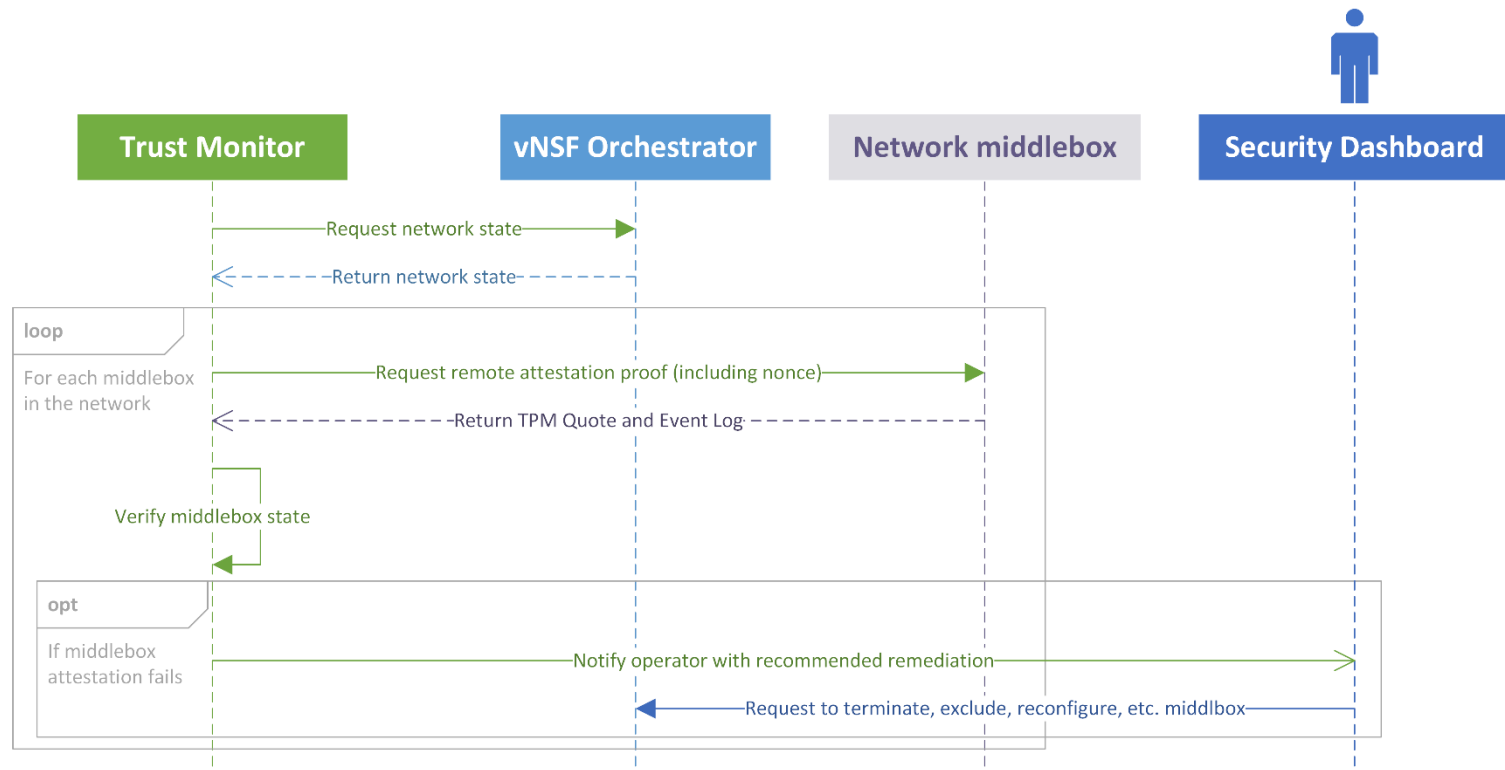 Trust Monitor
vNSF Orchestrator
Network middlebox
Security Dashboard
Request network state
Return network state
loop
For each middlebox
in the network
Request remote attestation proof (including nonce)
Return TPM Quote and Event Log
Verify middlebox state
opt
If middlebox
attestation fails
Notify operator with recommended remediation
Request to terminate, exclude, reconfigure, etc. middlbox